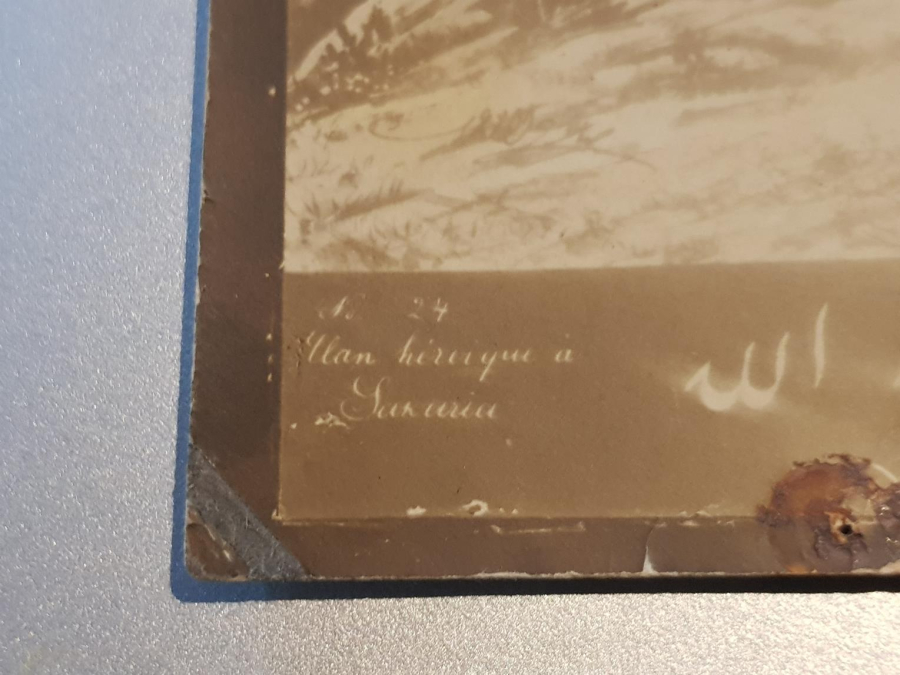 No 24
Élan héroïque à
Sakaria
الله